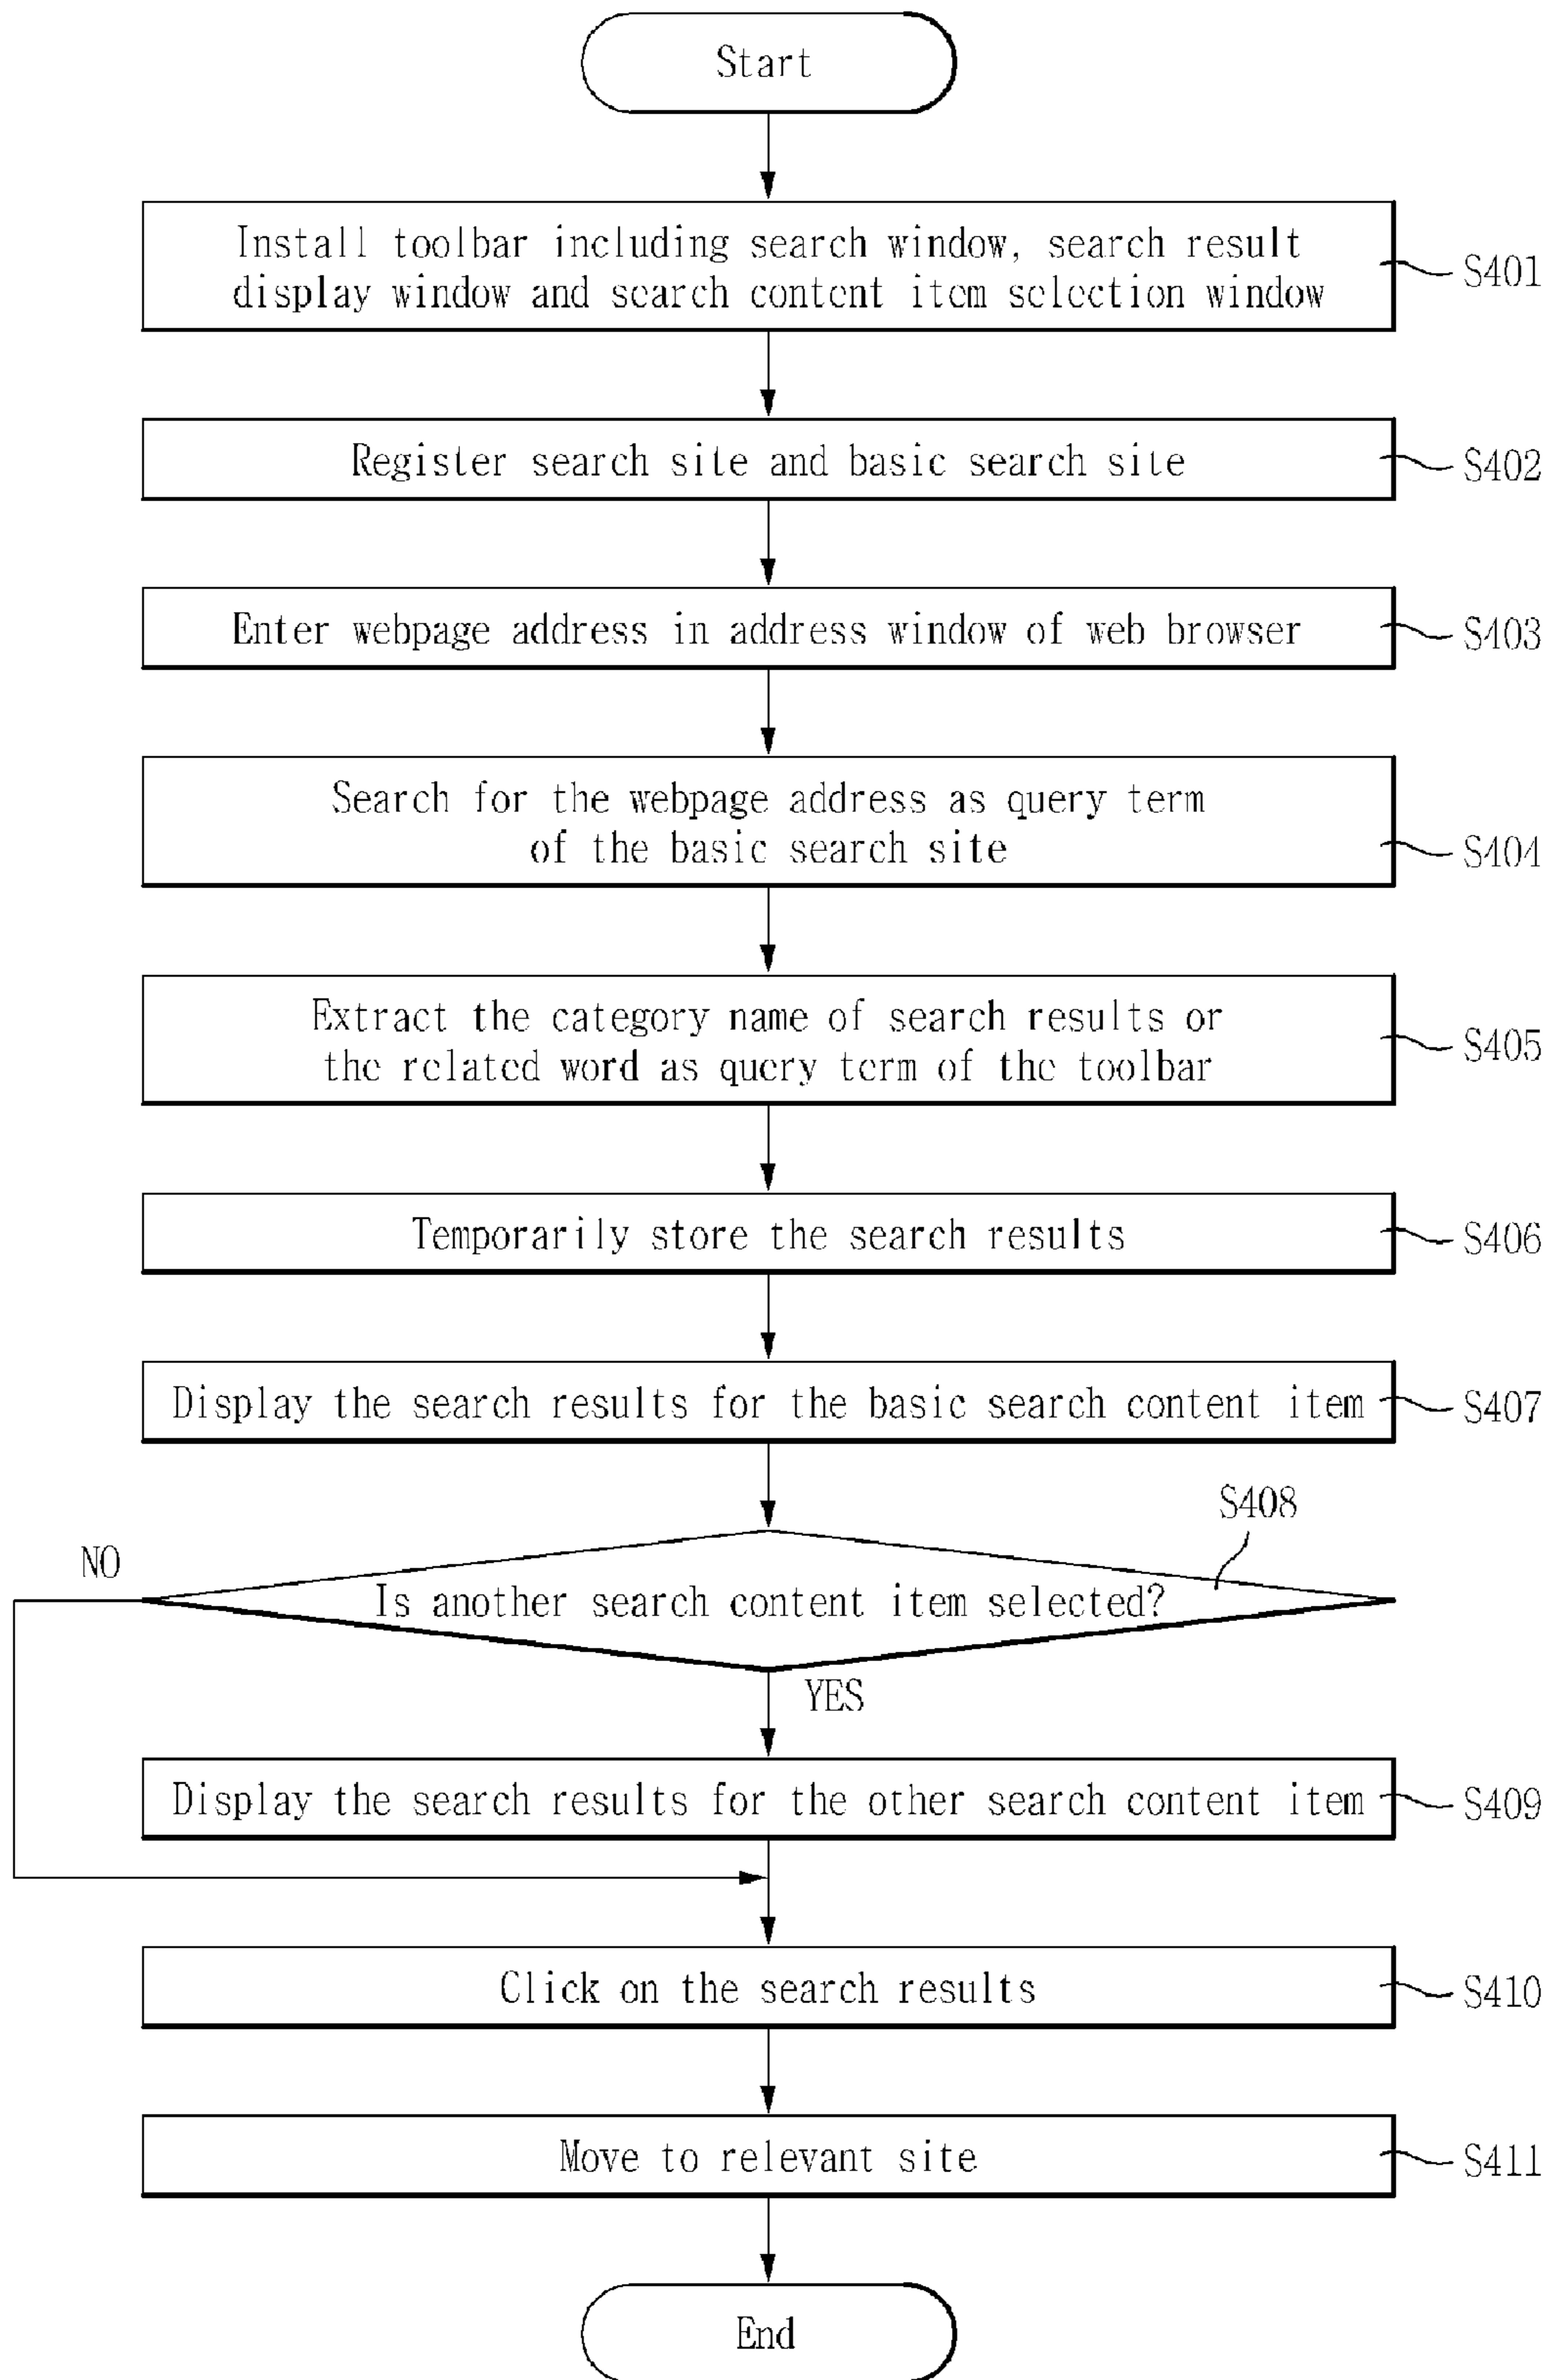 Start
Install toolbar including search window, search result
display window and search content item selection window
S401
Register search site and basic search site
S402
Enter webpage address in address window of web browser
S403
Search for the webpage address as query term
of the basic search site
S404
Extract the category name of search results or
the related word as query term of the toolbar
S405
Temporarily store the search results
S406
Display the search results for the basic search content item
S407
S408
NO
Is another search content item selected?
YES
Display the search results for the other search content item
S409
Click on the search results
S410
Move to relevant site
S411
End